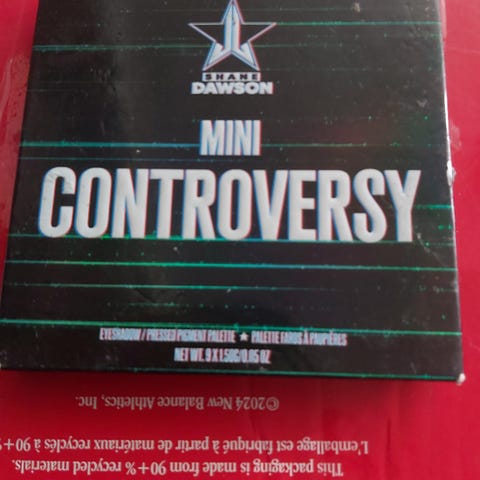 SHANE
DAWSON
MINI
CONTROVERSY
EYESHADOW / PRESSED PIGMENT PALETTE ★ PALETTE FARDS À PAUPIÈRES
NET WT. 9 X 1.50G/0.05 OZ
This packaging is made from 90+% recycled materials.
L'emballage est fabriqué à partir de matériaux recyclés à 90+%
©2024 New Balance Athletics, Inc.